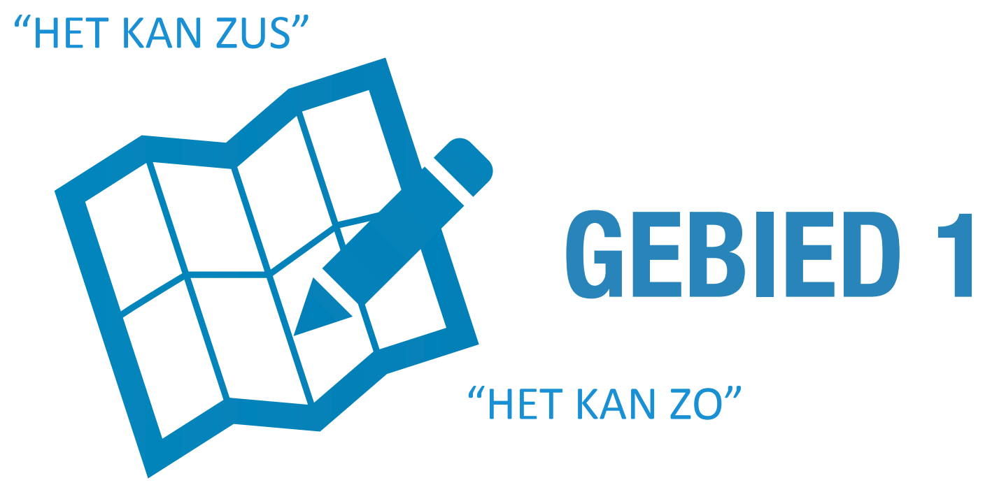 “HET KAN ZUS”
GEBIED 1
“HET KAN ZO”